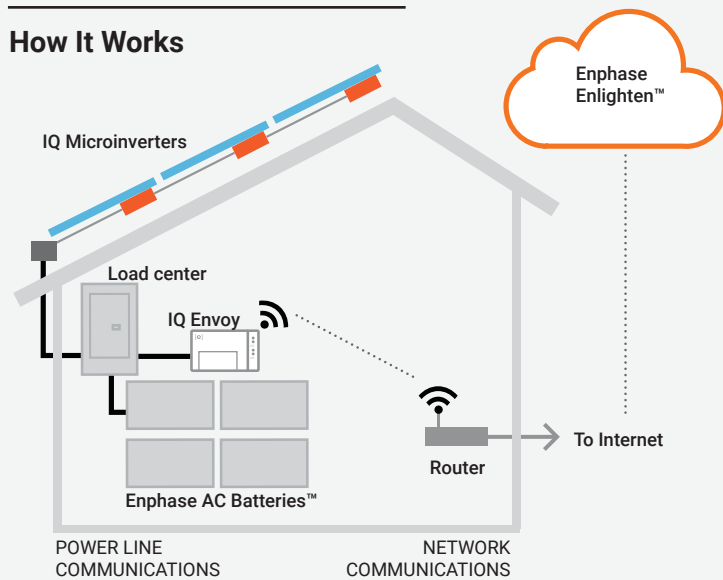 How It Works
Enphase
Enlighten™
IQ Microinverters
Load center
IQ Envoy
To Internet
Router
Enphase AC Batteries™
POWER LINE
COMMUNICATIONS
NETWORK
COMMUNICATIONS